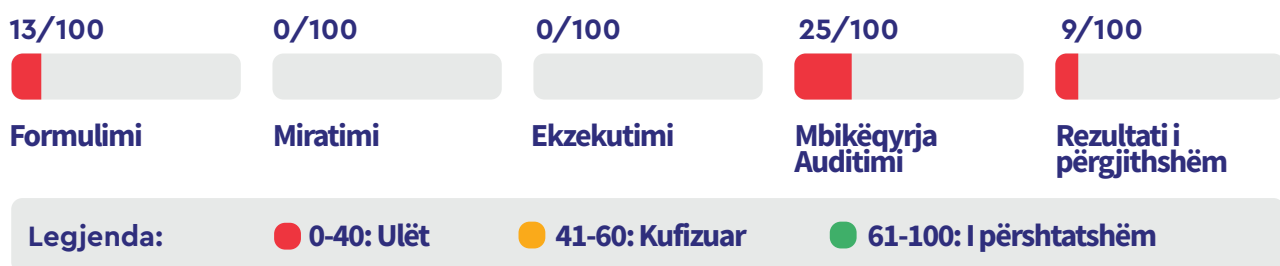 13/100 0/100 0/100 25/100 9/100
Formulimi Miratimi Ekzekutimi Mbikëqyrja Rezultati i
Auditimi përgjithshëm
Legjenda: 0-40: Ulët 41-60: Kufizuar 61-100: I përshtatshëm